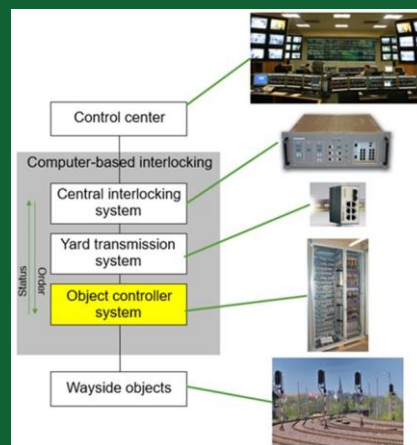 Control center
Computer-based interlocking
Central interlocking
system
Yard transmission
system
Object controller
system
Status
Order
Wayside objects